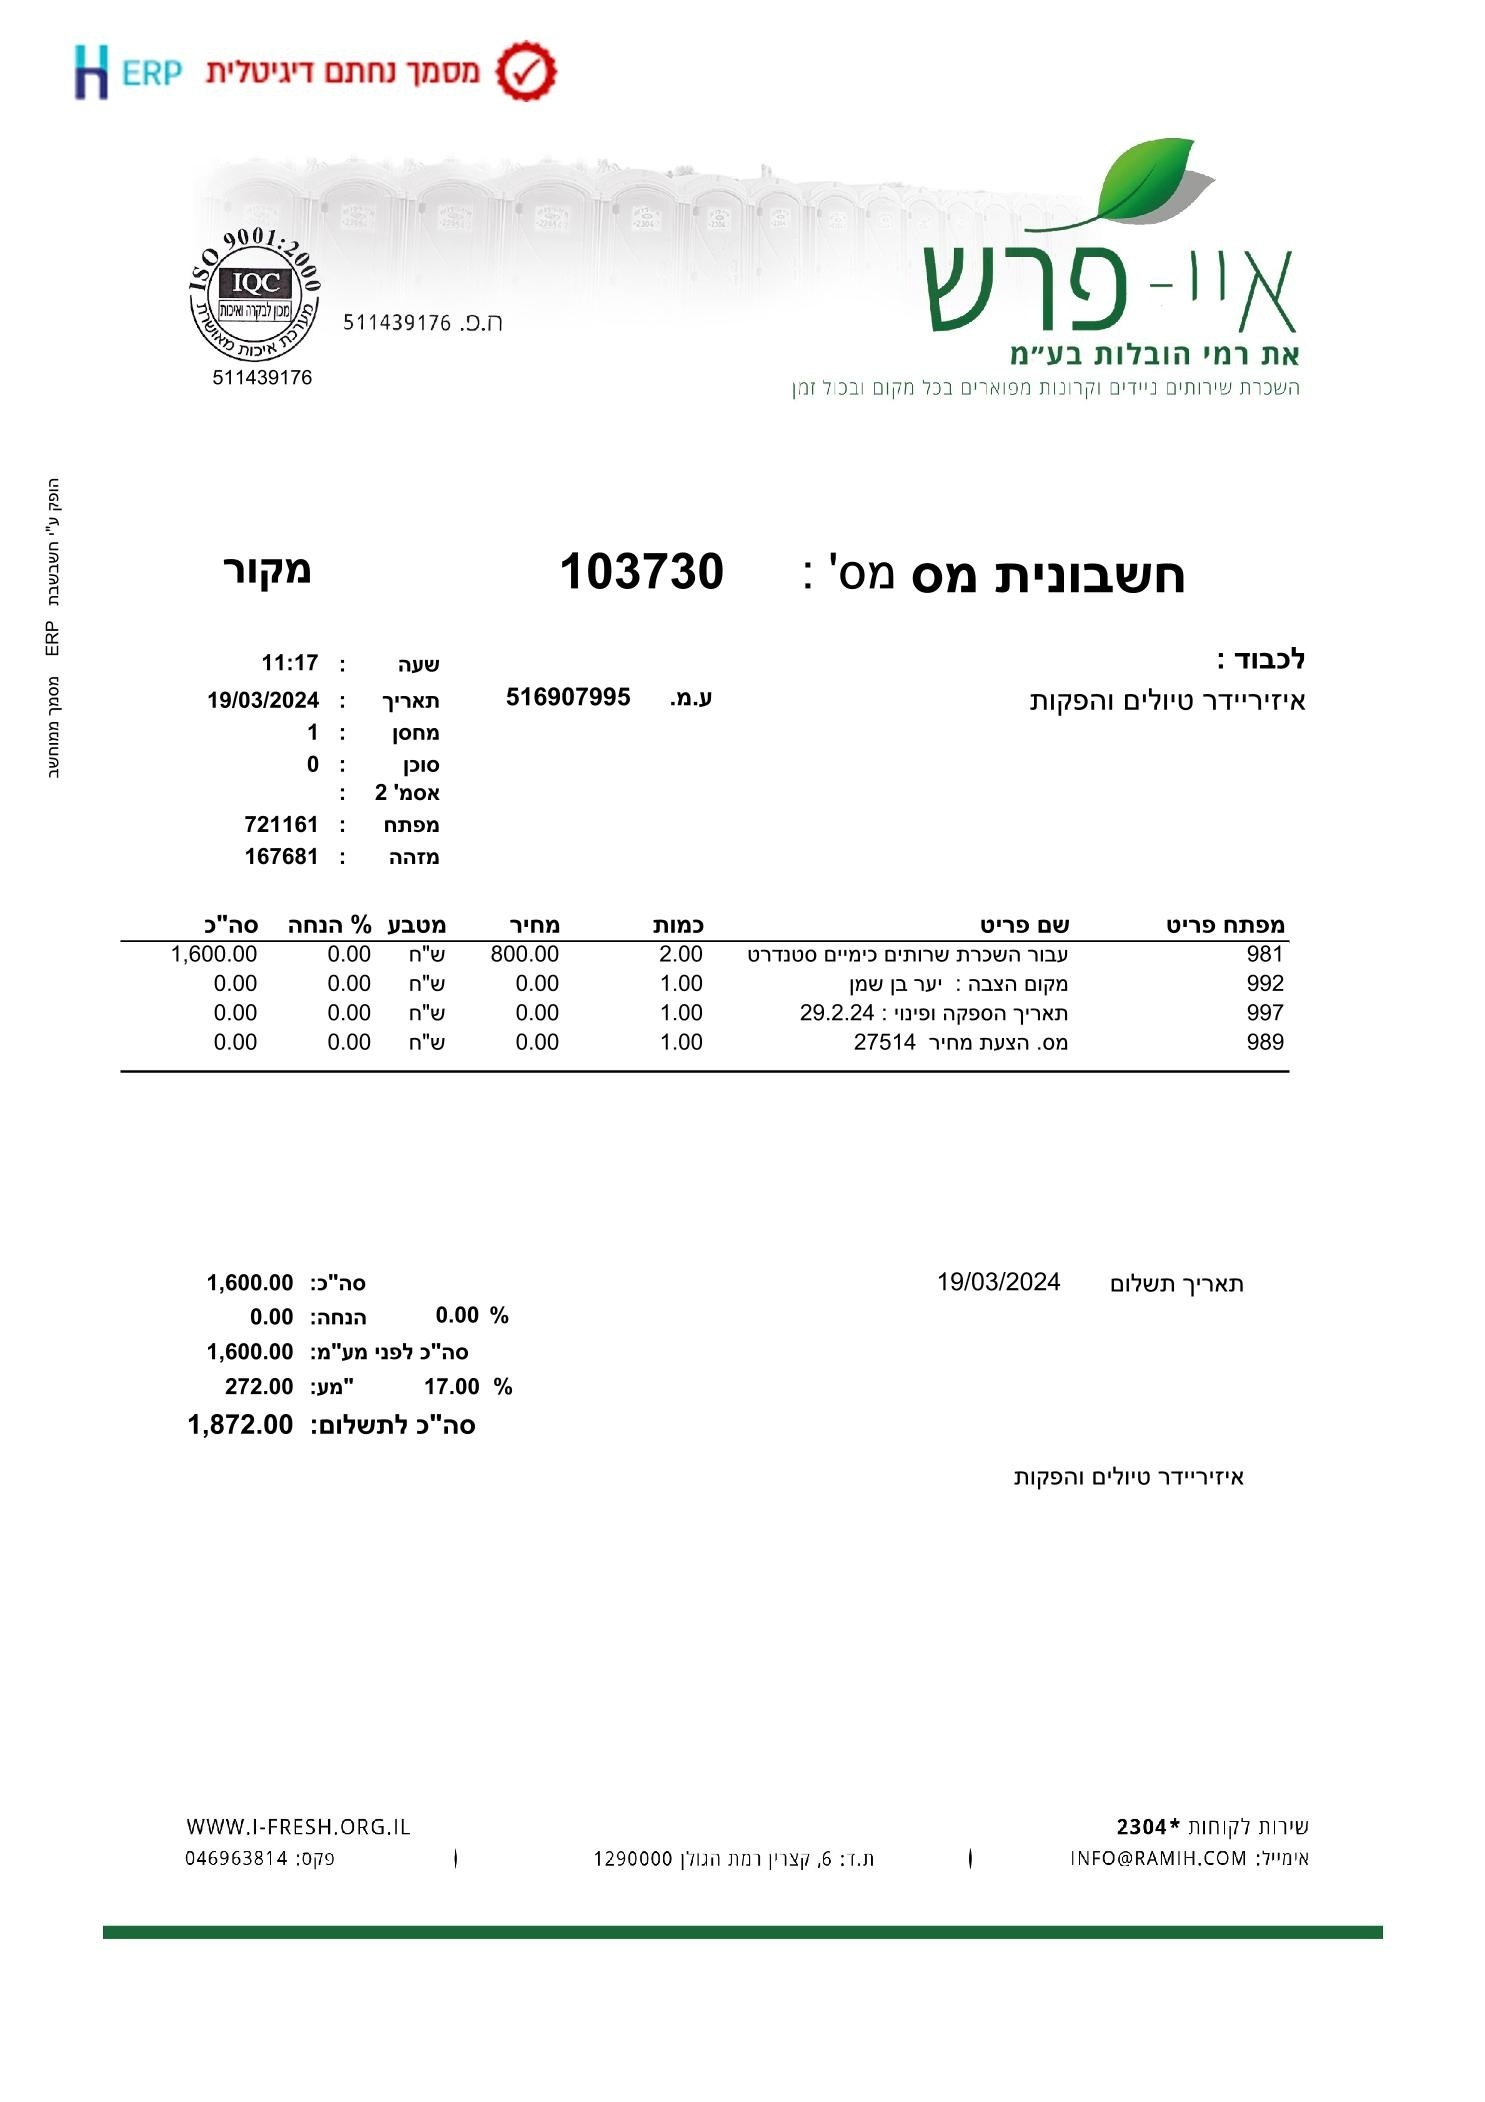 ERP מסמך נחתם דיגיטלית
איי-פרש
את רמי הובלות בע״מ
השכרת שירותים ניידים וקרונות מפוארים בכל מקום ובכול זמן
ISO 9001:2000
IQC
מכון לבקרה ואיכות
מערכת איכות מאושרת
ח.פ. 511439176
511439176
הופק ע"י חשבשבת ERP מסמך ממוחשב
חשבונית מס מס' : 103730 מקור
לכבוד :
איזיריידר טיולים והפקות
ע.מ. 516907995
שעה : 11:17
תאריך : 19/03/2024
מחסן : 1
סוכן : 0
אסמ' 2 :
מפתח : 721161
מזהה : 167681
מפתח פריט שם פריט כמות מחיר מטבע % הנחה סה"כ
981 עבור השכרת שרותים כימיים סטנדרט 2.00 800.00 ש"ח 0.00 1,600.00
992 מקום הצבה : יער בן שמן 1.00 0.00 ש"ח 0.00 0.00
997 תאריך הספקה ופינוי : 29.2.24 1.00 0.00 ש"ח 0.00 0.00
989 מס. הצעת מחיר 27514 1.00 0.00 ש"ח 0.00 0.00
תאריך תשלום 19/03/2024
סה"כ: 1,600.00
% 0.00 הנחה: 0.00
סה"כ לפני מע"מ: 1,600.00
% 17.00 "מע: 272.00
סה"כ לתשלום: 1,872.00
איזיריידר טיולים והפקות
שירות לקוחות *2304
WWW.I-FRESH.ORG.IL
אימייל: INFO@RAMIH.COM | ת.ד: 6, קצרין רמת הגולן 1290000 | פקס: 046963814